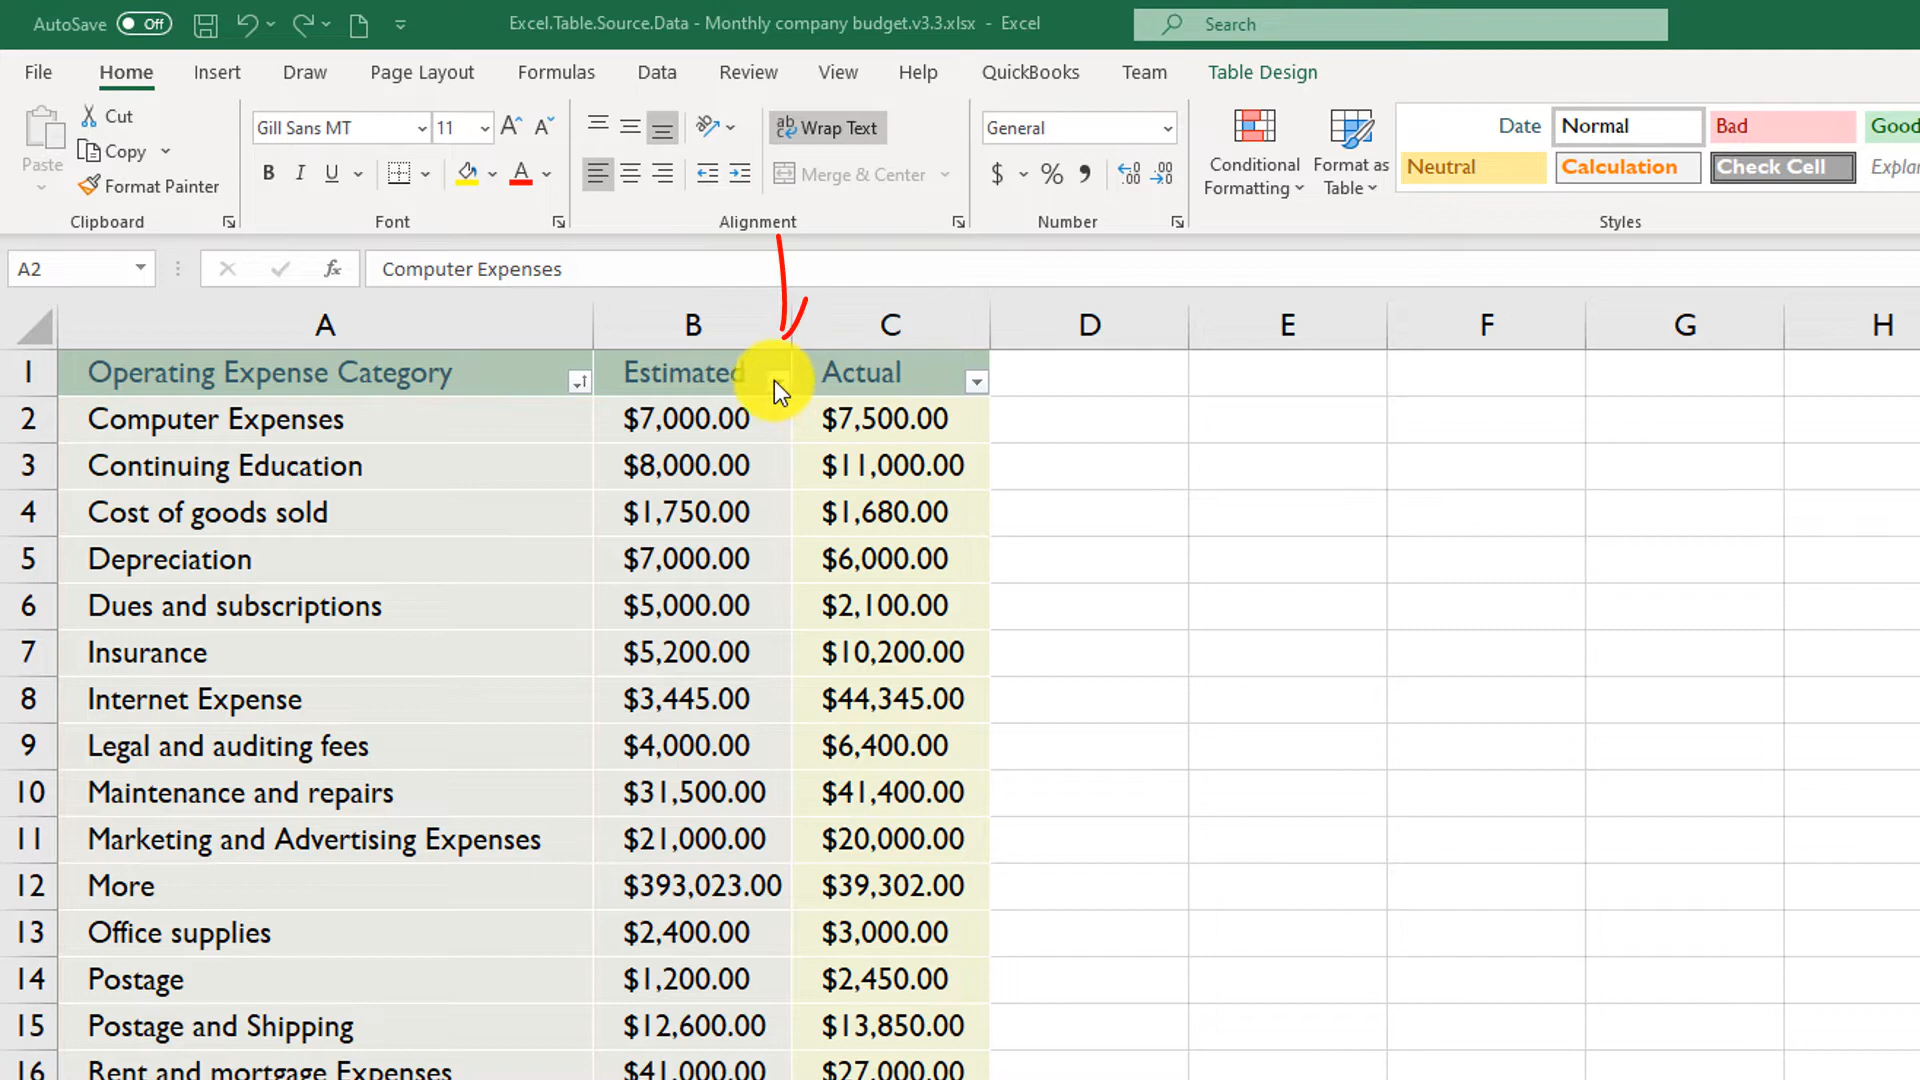 AutoSave Off Excel.Table.Source.Data - Monthly company budget.v3.3.xlsx - Excel Search
File Home Insert Draw Page Layout Formulas Data Review View Help QuickBooks Team Table Design
Paste
Cut
Copy
Format Painter
Clipboard
Gill Sans MT 11
B I U
Font
Wrap Text
Merge & Center
Alignment
General
$ % 9
Number
Conditional Formatting
Format as Table
Date Normal Bad Good
Neutral Calculation Check Cell
Styles
A2 fx Computer Expenses
A B C D E F G H
1 Operating Expense Category Estimated Actual
2 Computer Expenses $7,000.00 $7,500.00
3 Continuing Education $8,000.00 $11,000.00
4 Cost of goods sold $1,750.00 $1,680.00
5 Depreciation $7,000.00 $6,000.00
6 Dues and subscriptions $5,000.00 $2,100.00
7 Insurance $5,200.00 $10,200.00
8 Internet Expense $3,445.00 $44,345.00
9 Legal and auditing fees $4,000.00 $6,400.00
10 Maintenance and repairs $31,500.00 $41,400.00
11 Marketing and Advertising Expenses $21,000.00 $20,000.00
12 More $393,023.00 $39,302.00
13 Office supplies $2,400.00 $3,000.00
14 Postage $1,200.00 $2,450.00
15 Postage and Shipping $12,600.00 $13,850.00
16 Rent and mortgage Expenses $41,000.00 $27,000.00